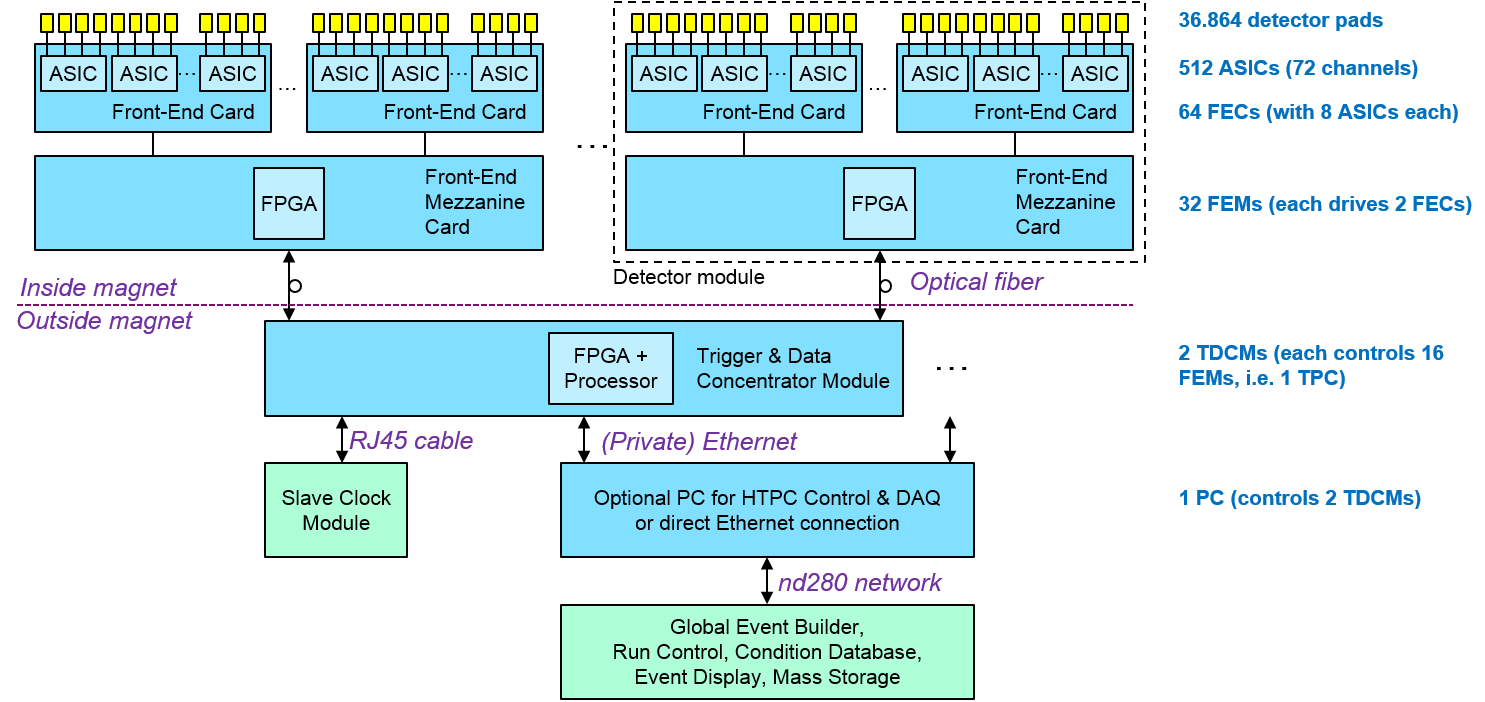 36.864 detector pads
ASIC ASIC ... ASIC ... ASIC ASIC ... ASIC
ASIC ASIC ... ASIC ... ASIC ASIC ... ASIC
512 ASICs (72 channels)
Front-End Card
Front-End Card
Front-End Card
Front-End Card
64 FECs (with 8 ASICs each)
...
FPGA
Front-End
Mezzanine
Card
FPGA
Front-End
Mezzanine
Card
32 FEMs (each drives 2 FECs)
Detector module
Optical fiber
Inside magnet
Outside magnet
FPGA +
Processor
Trigger & Data
Concentrator Module
...
2 TDCMs (each controls 16
FEMs, i.e. 1 TPC)
RJ45 cable
(Private) Ethernet
Slave Clock
Module
Optional PC for HTPC Control & DAQ
or direct Ethernet connection
1 PC (controls 2 TDCMs)
nd280 network
Global Event Builder,
Run Control, Condition Database,
Event Display, Mass Storage